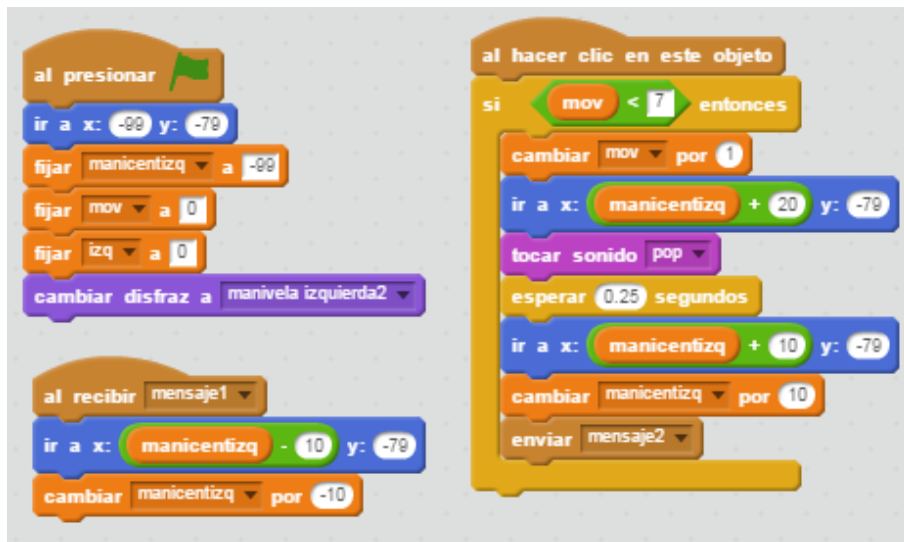 al presionar
ir a x: -99 y: -79
fijar manicentizq a -99
fijar mov a 0
fijar izq a 0
cambiar disfraz a manivela izquierda2
al recibir mensaje1
ir a x: manicentizq - 10 y: -79
cambiar manicentizq por -10
al hacer clic en este objeto
si mov < 7 entonces
cambiar mov por 1
ir a x: manicentizq + 20 y: -79
tocar sonido pop
esperar 0.25 segundos
ir a x: manicentizq + 10 y: -79
cambiar manicentizq por 10
enviar mensaje2